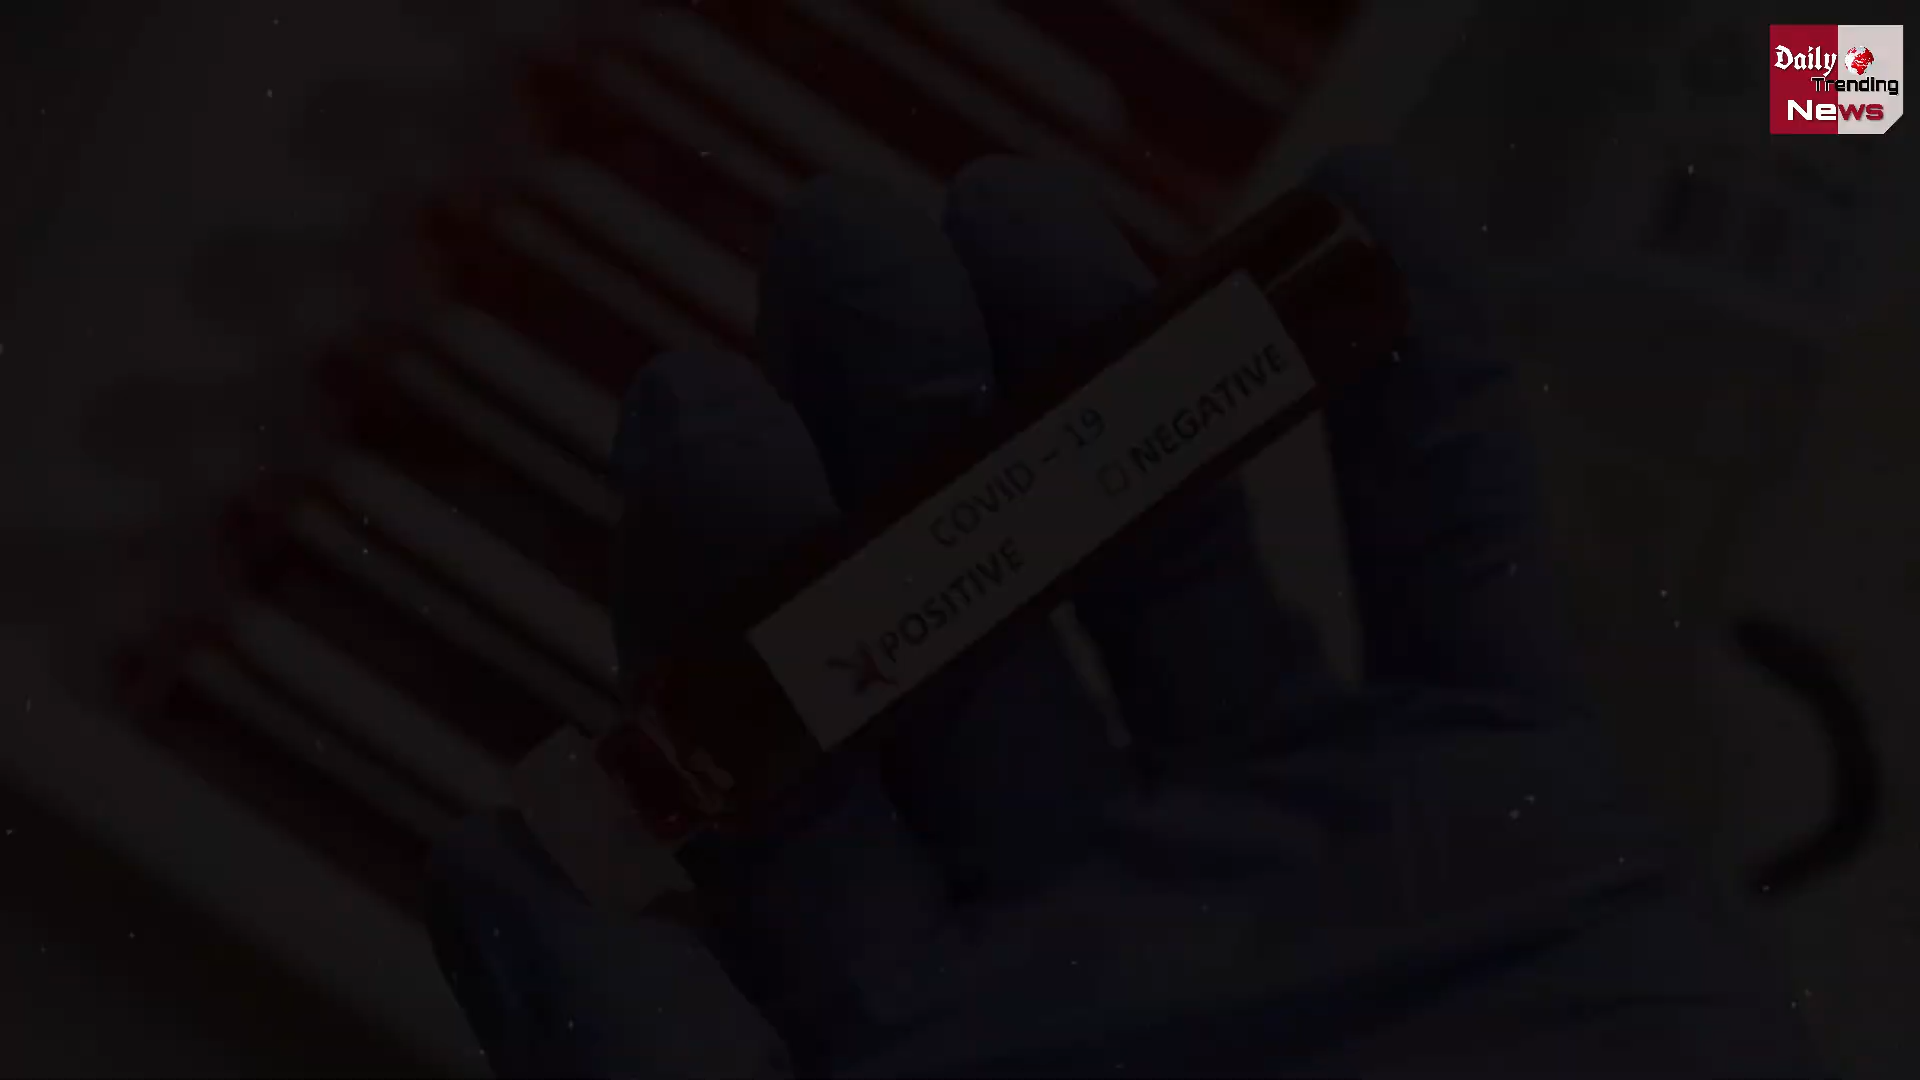 Daily
Trending
News
COVID – 19
POSITIVE
NEGATIVE